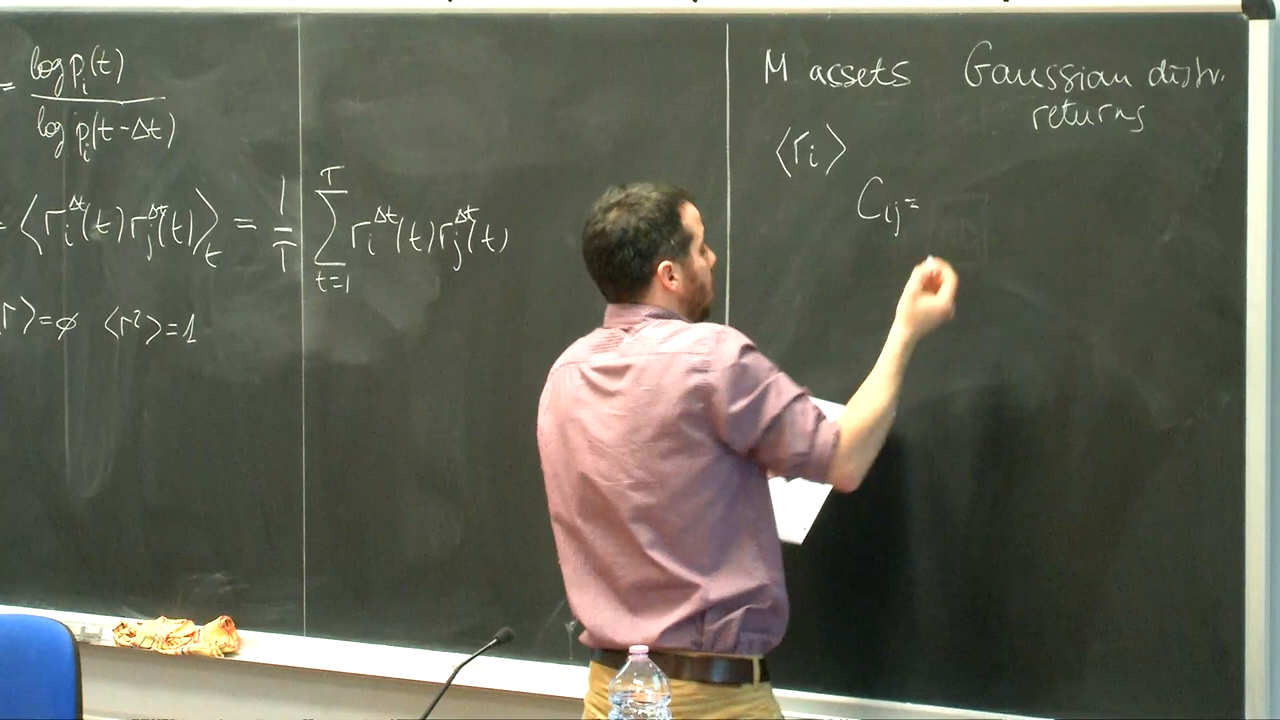 = log p_i(t) / log p_i(t-Δt)
= ⟨r_i^Δt(t) r_j^Δt(t)⟩_t = 1/T ∑_{t=1}^{T} r_i^Δt(t) r_j^Δt(t)
r⟩=ø ⟨r²⟩=1
M assets Gaussian distr.
returns
⟨r_i⟩
C_ij=